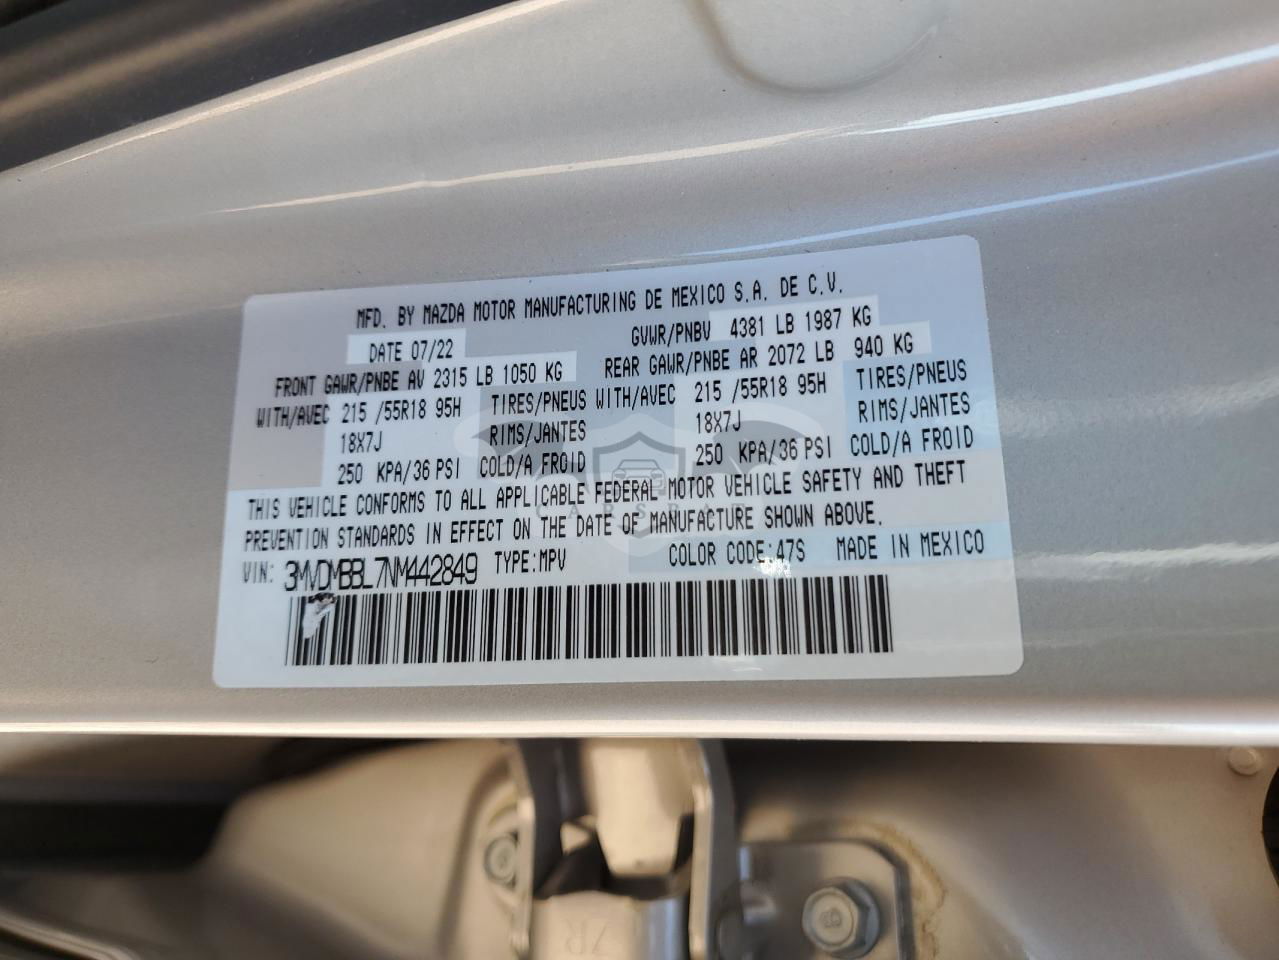 MFD. BY MAZDA MOTOR MANUFACTURING DE MEXICO S.A. DE C.V.
DATE 07/22 GVWR/PNBV 4381 LB 1987 KG
FRONT GAWR/PNBE AV 2315 LB 1050 KG REAR GAWR/PNBE AR 2072 LB 940 KG
WITH/AVEC 215 /55R18 95H TIRES/PNEUS WITH/AVEC 215 /55R18 95H TIRES/PNEUS
18X7J RIMS/JANTES 18X7J RIMS/JANTES
250 KPA/36 PSI COLD/A FROID 250 KPA/36 PSI COLD/A FROID
THIS VEHICLE CONFORMS TO ALL APPLICABLE FEDERAL MOTOR VEHICLE SAFETY AND THEFT
PREVENTION STANDARDS IN EFFECT ON THE DATE OF MANUFACTURE SHOWN ABOVE.
VIN: 3MVDMBBL7NM442849 TYPE:MPV COLOR CODE:47S MADE IN MEXICO
7R